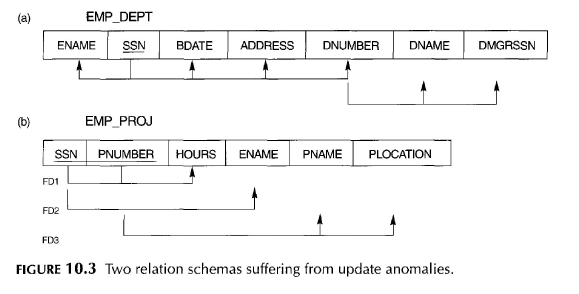 (a) EMP_DEPT
ENAME SSN BDATE ADDRESS DNUMBER DNAME DMGRSSN
(b) EMP_PROJ
SSN PNUMBER HOURS ENAME PNAME PLOCATION
FD1
FD2
FD3
FIGURE 10.3 Two relation schemas suffering from update anomalies.